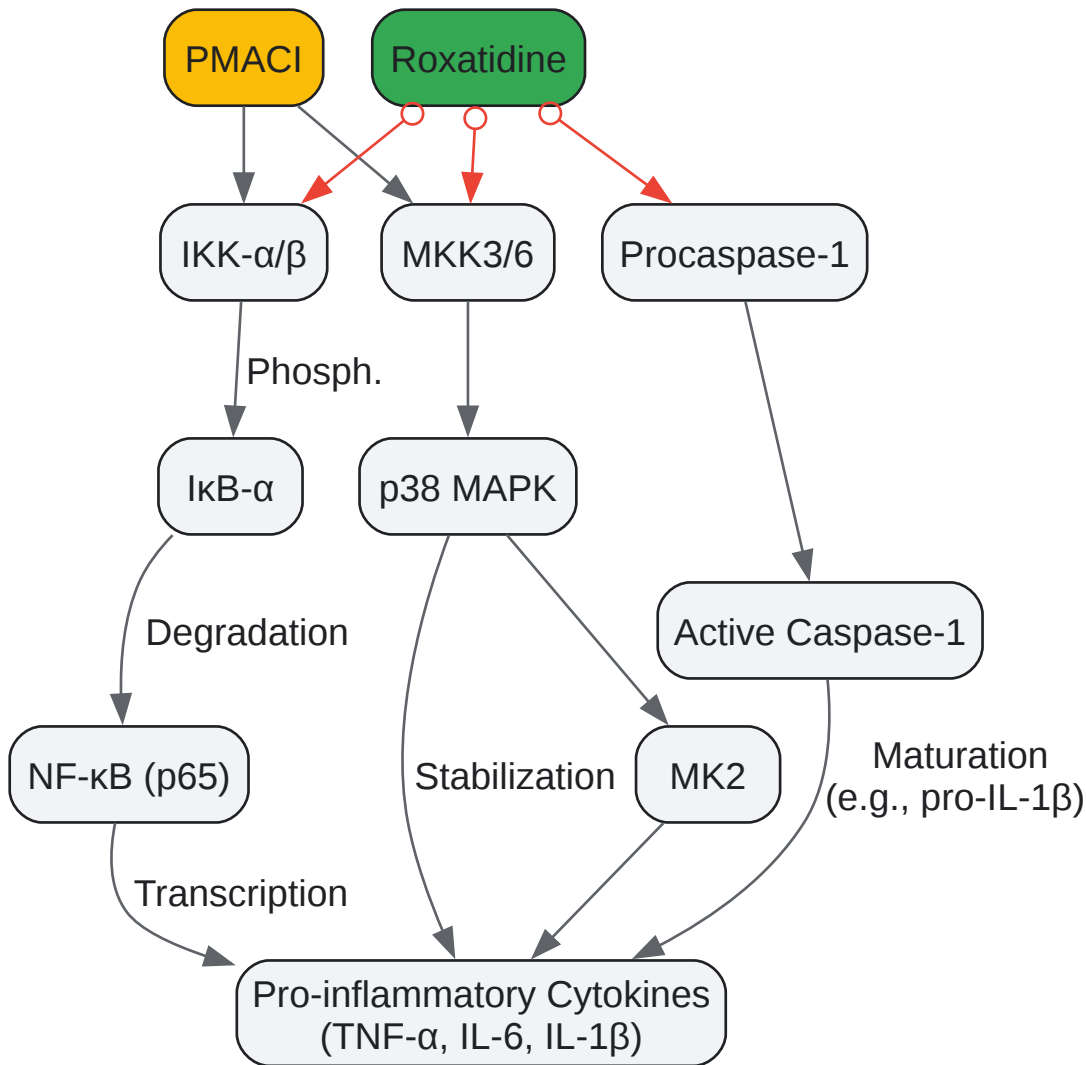 PMACI
Roxatidine
IKK-α/β
MKK3/6
Procaspase-1
Phosph.
IκB-α
p38 MAPK
Degradation
Active Caspase-1
NF-κB (p65)
Stabilization
MK2
Maturation
(e.g., pro-IL-1β)
Transcription
Pro-inflammatory Cytokines
(TNF-α, IL-6, IL-1β)